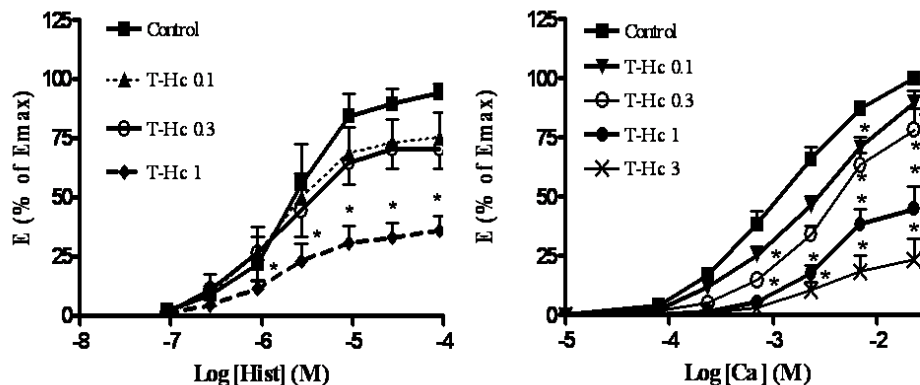 Control
T-Hc 0.1
T-Hc 0.3
T-Hc 1
E (% of Emax)
100
75
50
25
0
* * * * *
-8 -7 -6 -5 -4
Log [Hist] (M)
Control
T-Hc 0.1
T-Hc 0.3
T-Hc 1
T-Hc 3
E (% of Emax)
100
75
50
25
0
* * * * * * * * * * * *
-5 -4 -3 -2
Log [Ca] (M)